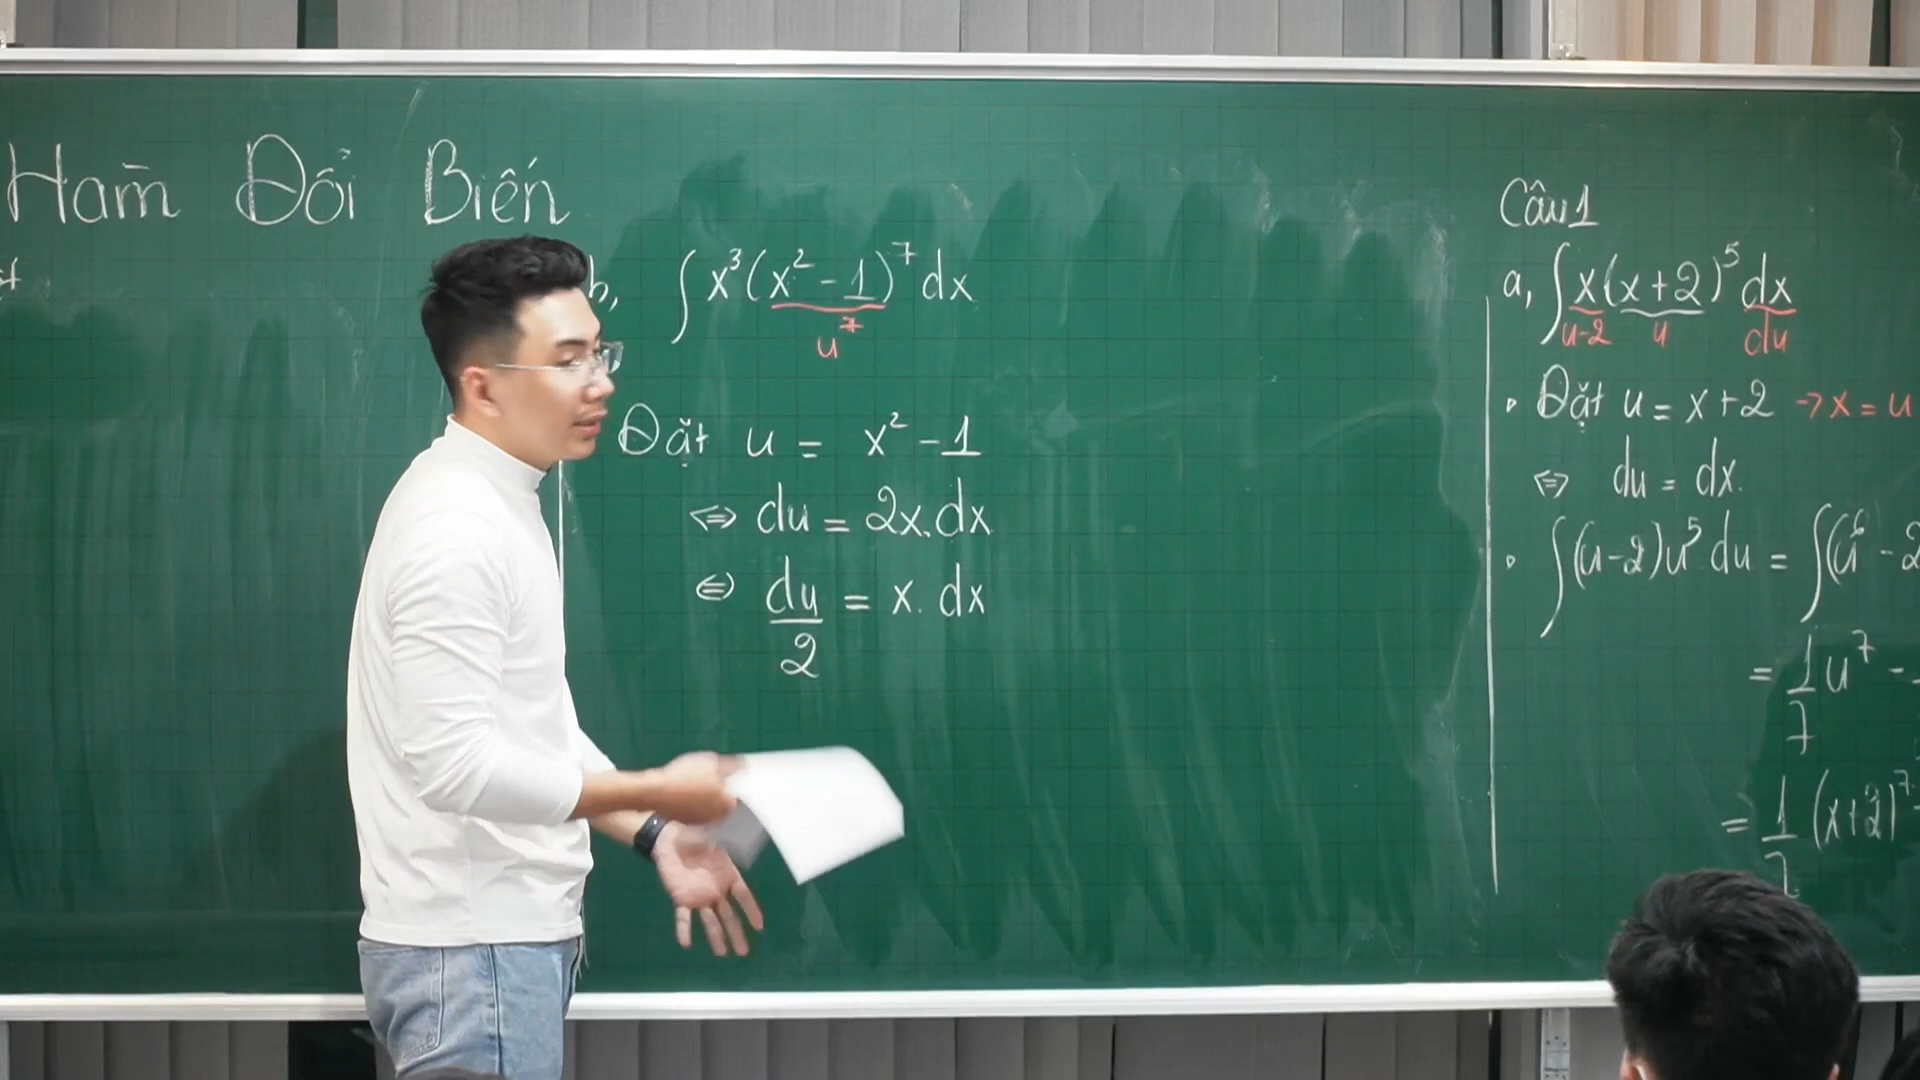 Hàm Đổi Biến
b, ∫x³(x² - 1)⁷ dx
u⁷
Đặt u = x² - 1
⇔ du = 2x.dx
⇔ du/2 = x. dx
Câu 1
a, ∫x(x + 2)⁵ dx
u-2 u du
Đặt u = x + 2 → x = u
⇔ du = dx.
∫(u-2)u⁵ du = ∫(u⁶ - 2
= 1/7 u⁷ -
= 1/7 (x+2)⁷ -